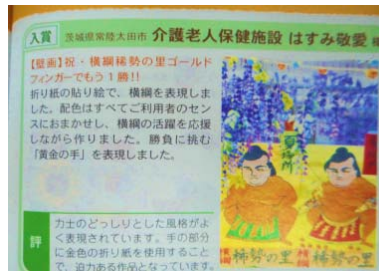 入賞 茨城県常陸太田市 介護老人保健施設 はすみ敬愛
【壁画】祝・横綱稀勢の里ゴールド
フィンガーでもう1勝!!
折り紙の貼り絵で、横綱を表現しま
した。配色はすべてご利用者のセン
スにおまかせし、横綱の活躍を応援
しながら作りました。勝負に挑む
「黄金の手」を表現しました。
評
力士のどっしりとした風格がよ
く表現されています。手の部分
に金色の折り紙を使用すること
で、迫力ある作品となっています。
横綱 稀勢の里
横綱 稀勢の里